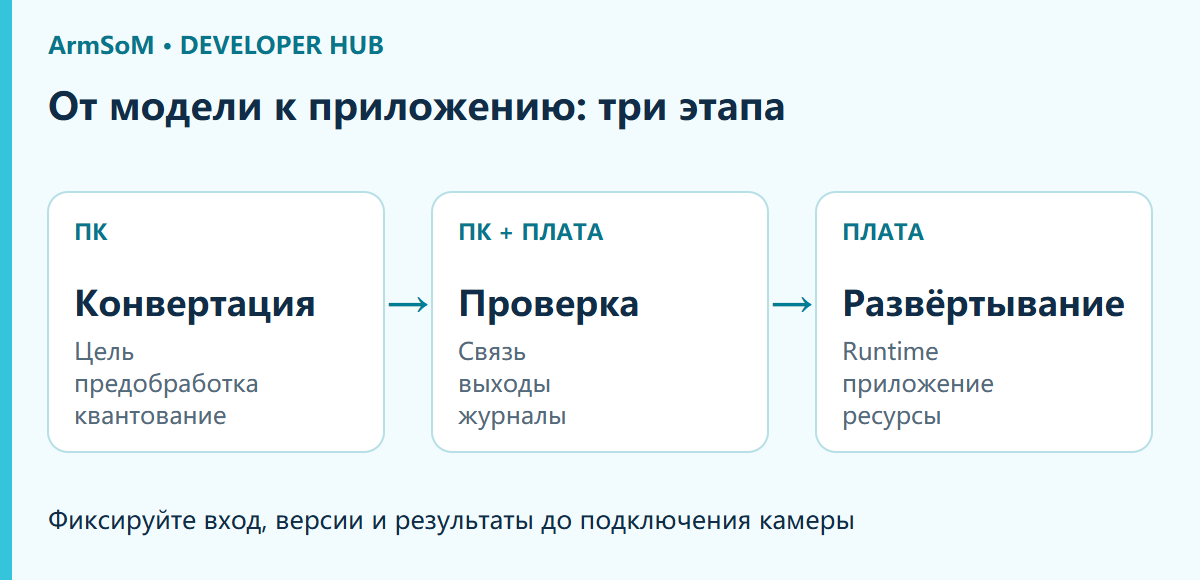 ArmSoM • DEVELOPER HUB
От модели к приложению: три этапа
ПК
Конвертация
Цель
предобработка
квантование
→
ПК + ПЛАТА
Проверка
Связь
выходы
журналы
→
ПЛАТА
Развёртывание
Runtime
приложение
ресурсы
Фиксируйте вход, версии и результаты до подключения камеры